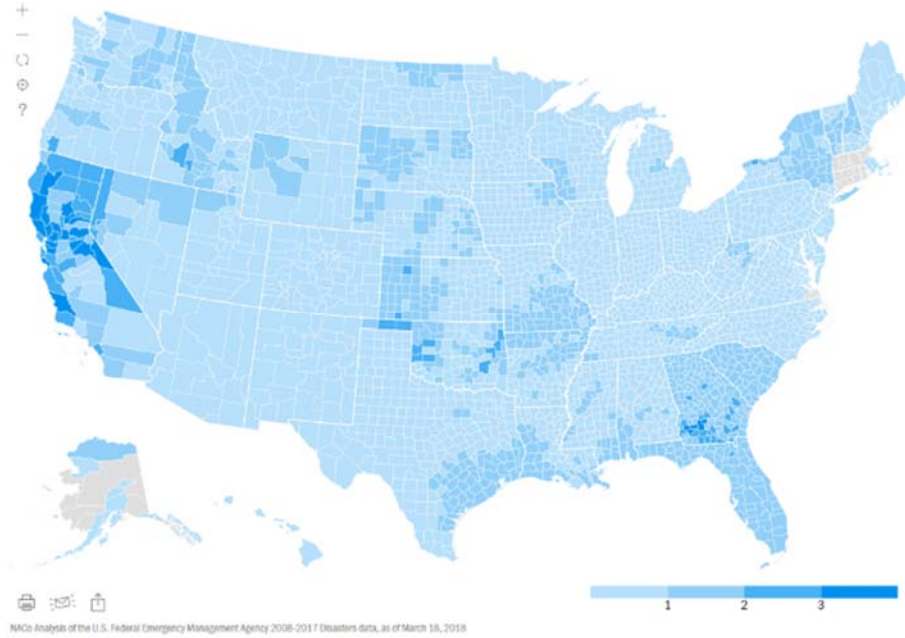 +
–
?
1 2 3
NACo Analysis of the U.S. Federal Emergency Management Agency 2008-2017 Disasters data, as of March 18, 2018